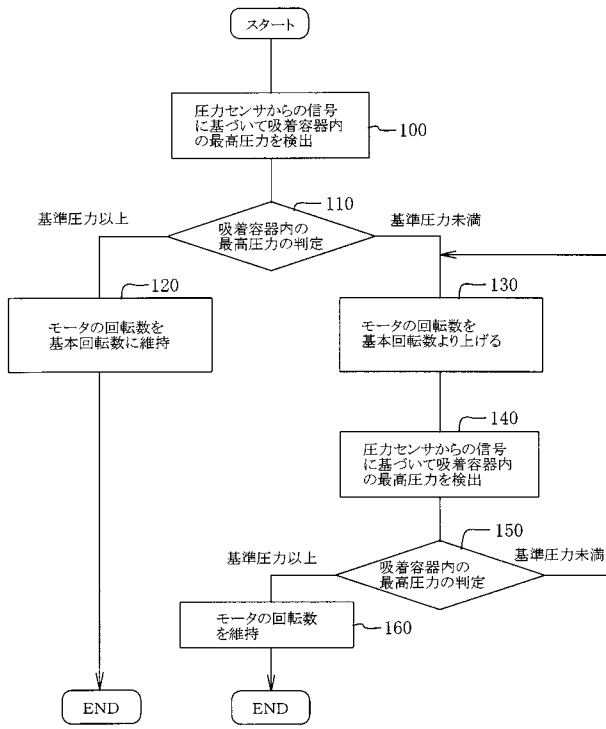 スタート
圧力センサからの信号
に基づいて吸着容器内
の最高圧力を検出
100
110
基準圧力以上
吸着容器内の
最高圧力の判定
基準圧力未満
120
モータの回転数を
基本回転数に維持
130
モータの回転数を
基本回転数より上げる
140
圧力センサからの信号
に基づいて吸着容器内
の最高圧力を検出
150
基準圧力以上
吸着容器内の
最高圧力の判定
基準圧力未満
モータの回転数
を維持
160
END
END